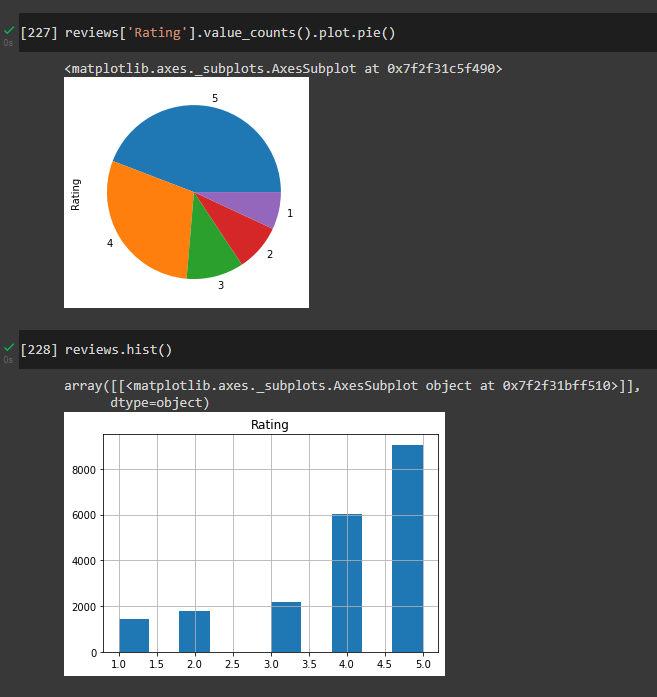 [227] reviews['Rating'].value_counts().plot.pie()
0s
<matplotlib.axes._subplots.AxesSubplot at 0x7f2f31c5f490>
5
Rating
1
4
2
3
[228] reviews.hist()
0s
array([[<matplotlib.axes._subplots.AxesSubplot object at 0x7f2f31bff510>]],
dtype=object)
Rating
8000
6000
4000
2000
0
1.0 1.5 2.0 2.5 3.0 3.5 4.0 4.5 5.0